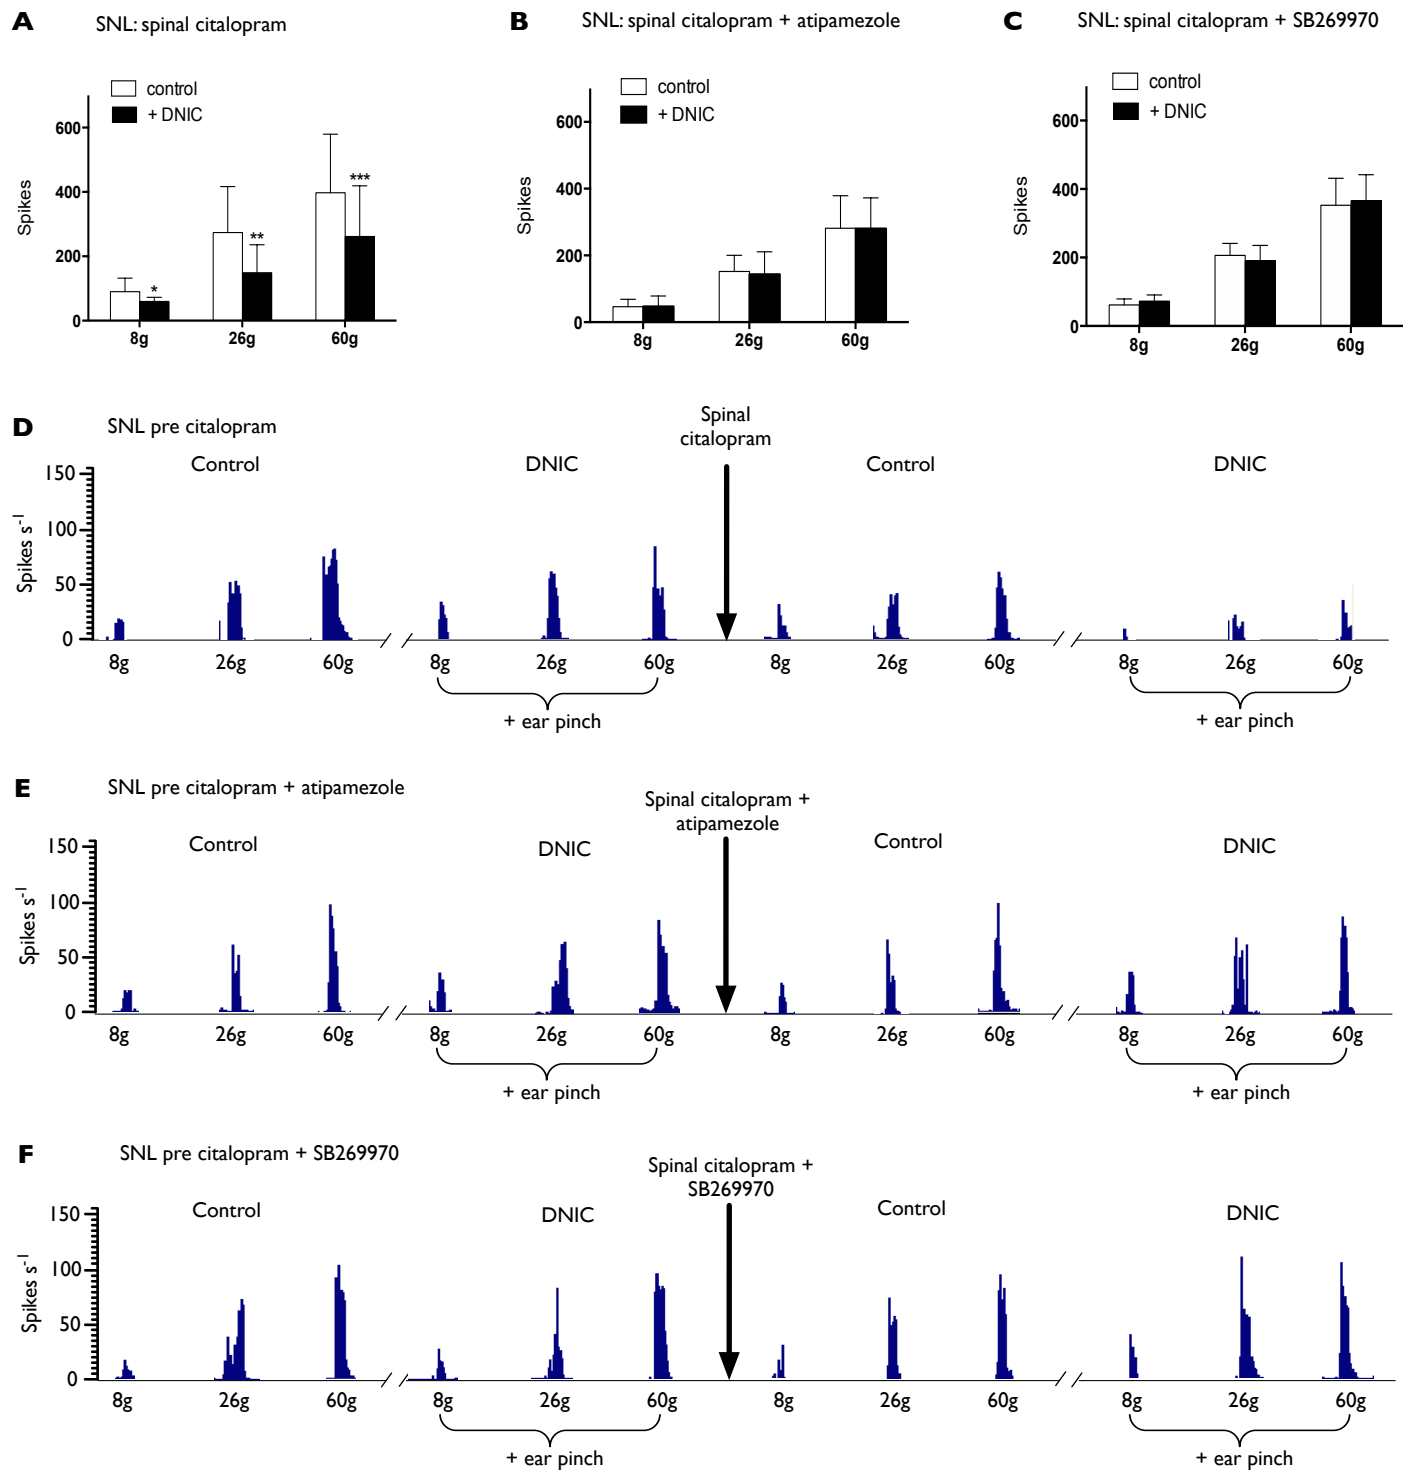 A SNL: spinal citalopram
control
+ DNIC
Spikes
600
400
200
0
*
**
***
8g 26g 60g
B SNL: spinal citalopram + atipamezole
control
+ DNIC
Spikes
600
400
200
0
8g 26g 60g
C SNL: spinal citalopram + SB269970
control
+ DNIC
Spikes
600
400
200
0
8g 26g 60g
D SNL pre citalopram
Spinal
citalopram
Control DNIC Control DNIC
Spikes s-1
150
100
50
0
8g 26g 60g 8g 26g 60g 8g 26g 60g 8g 26g 60g
+ ear pinch + ear pinch
E SNL pre citalopram + atipamezole
Spinal citalopram +
atipamezole
Control DNIC Control DNIC
Spikes s-1
150
100
50
0
8g 26g 60g 8g 26g 60g 8g 26g 60g 8g 26g 60g
+ ear pinch + ear pinch
F SNL pre citalopram + SB269970
Spinal citalopram +
SB269970
Control DNIC Control DNIC
Spikes s-1
150
100
50
0
8g 26g 60g 8g 26g 60g 8g 26g 60g 8g 26g 60g
+ ear pinch + ear pinch